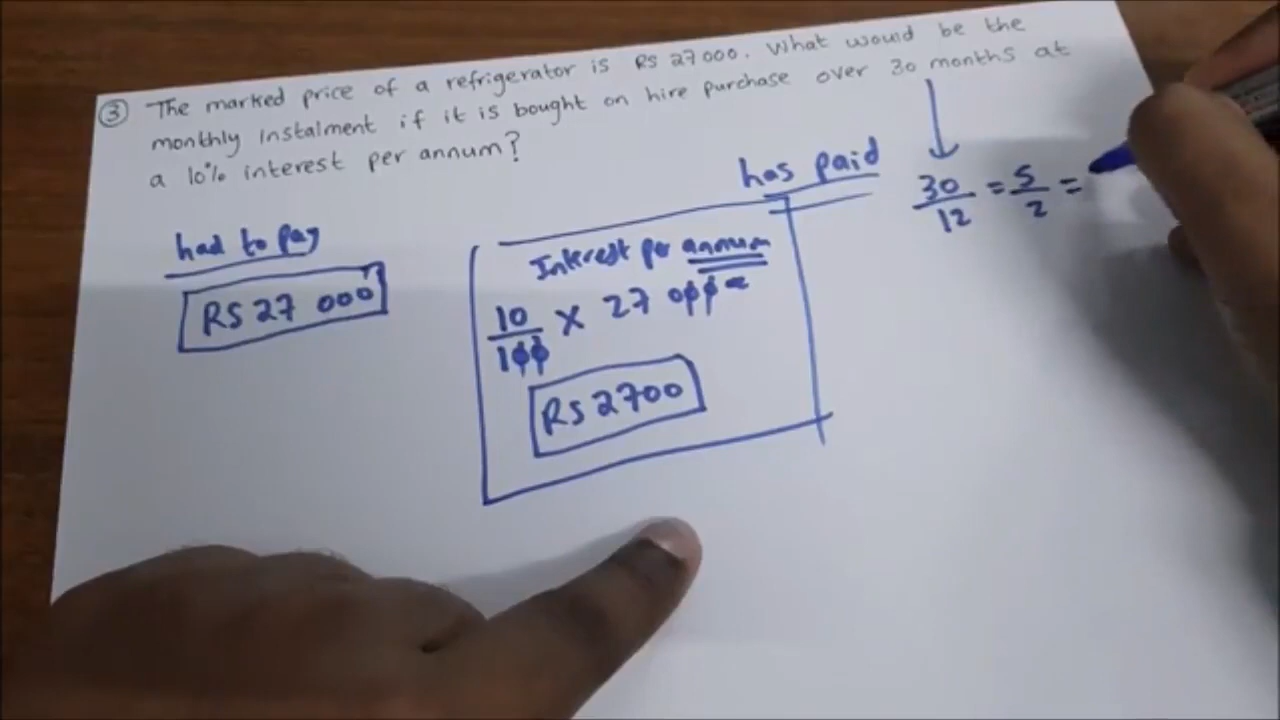 ③ The marked price of a refrigerator is RS 27 000. What would be the
monthly instalment if it is bought on hire purchase over 30 months at
a 10% interest per annum?
has paid
had to pay
RS 27 000
Interest per annum
10/100 × 27 000
RS 2700
30/12 = 5/2 =